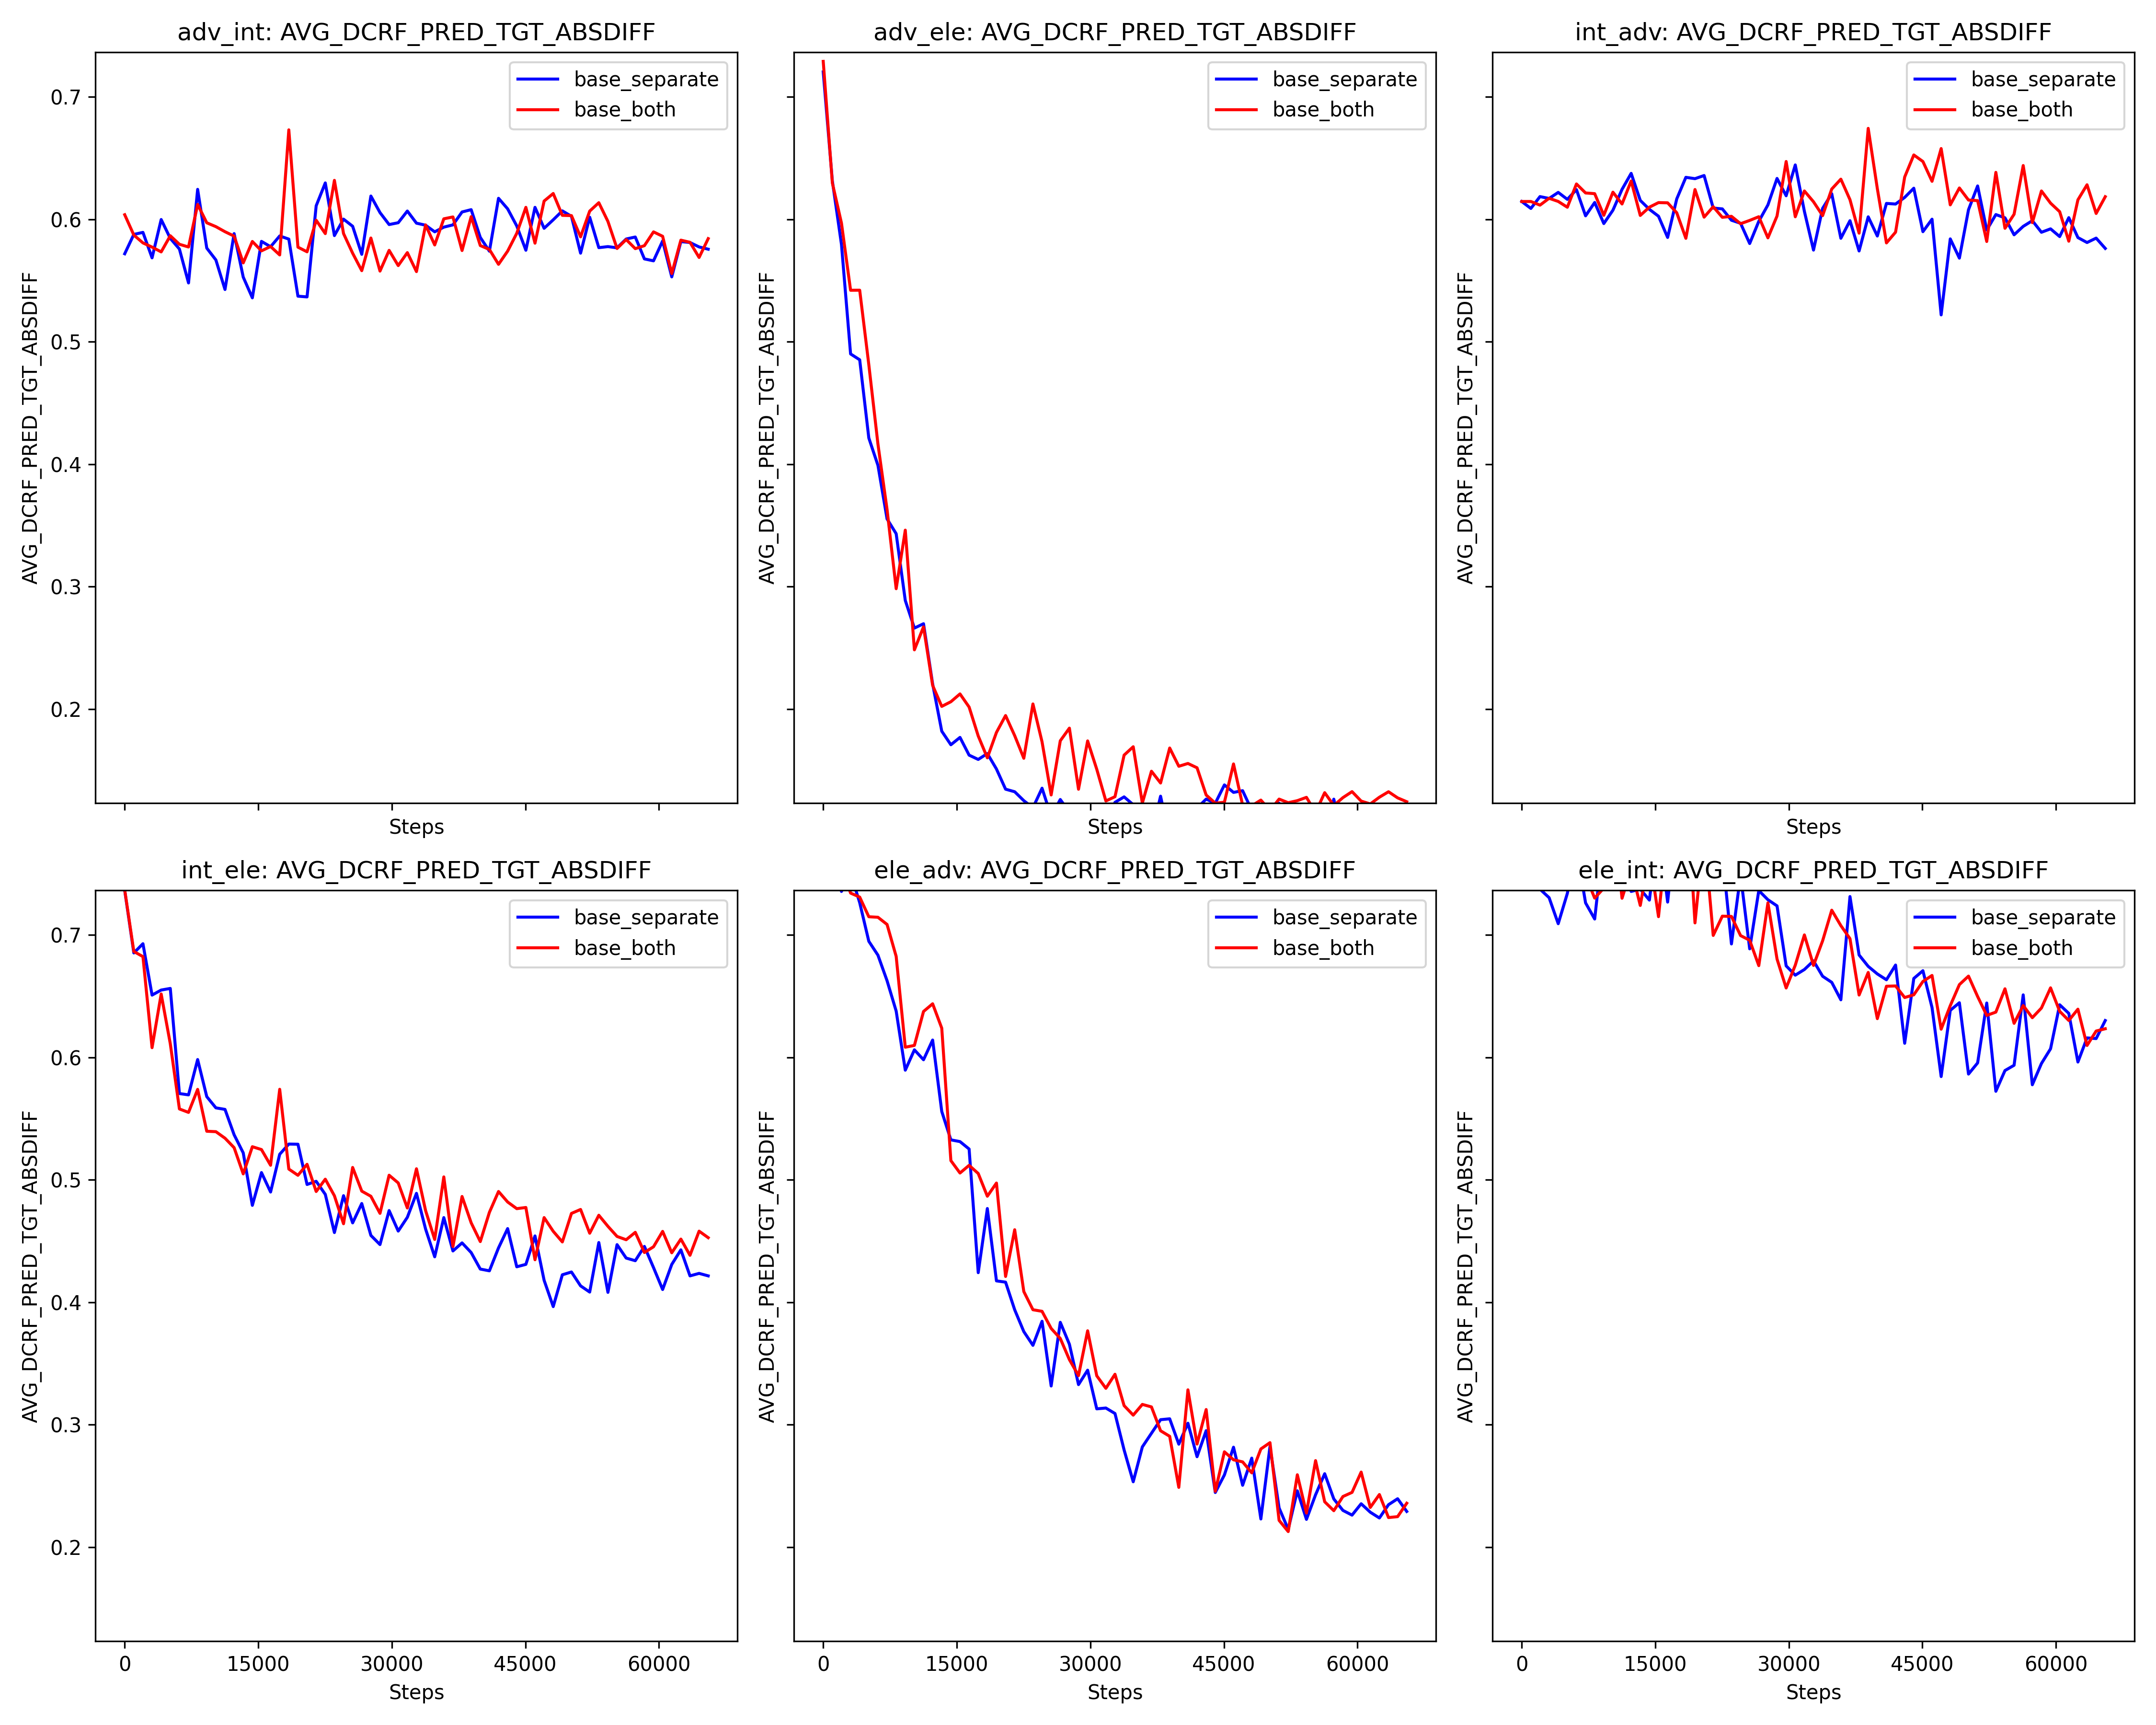 adv_int: AVG_DCRF_PRED_TGT_ABSDIFF
AVG_DCRF_PRED_TGT_ABSDIFF
0.7
0.6
0.5
0.4
0.3
0.2
base_separate
base_both
Steps
adv_ele: AVG_DCRF_PRED_TGT_ABSDIFF
AVG_DCRF_PRED_TGT_ABSDIFF
base_separate
base_both
Steps
int_adv: AVG_DCRF_PRED_TGT_ABSDIFF
AVG_DCRF_PRED_TGT_ABSDIFF
base_separate
base_both
Steps
int_ele: AVG_DCRF_PRED_TGT_ABSDIFF
AVG_DCRF_PRED_TGT_ABSDIFF
0.7
0.6
0.5
0.4
0.3
0.2
base_separate
base_both
0 15000 30000 45000 60000
Steps
ele_adv: AVG_DCRF_PRED_TGT_ABSDIFF
AVG_DCRF_PRED_TGT_ABSDIFF
base_separate
base_both
0 15000 30000 45000 60000
Steps
ele_int: AVG_DCRF_PRED_TGT_ABSDIFF
AVG_DCRF_PRED_TGT_ABSDIFF
base_separate
base_both
0 15000 30000 45000 60000
Steps